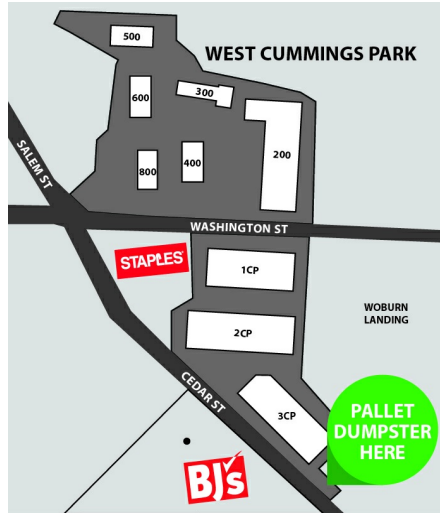 500
WEST CUMMINGS PARK
600
300
SALEM ST
800
400
200
WASHINGTON ST
STAPLES
1CP
WOBURN
LANDING
2CP
CEDAR ST
3CP
PALLET
DUMPSTER
HERE
BJ's